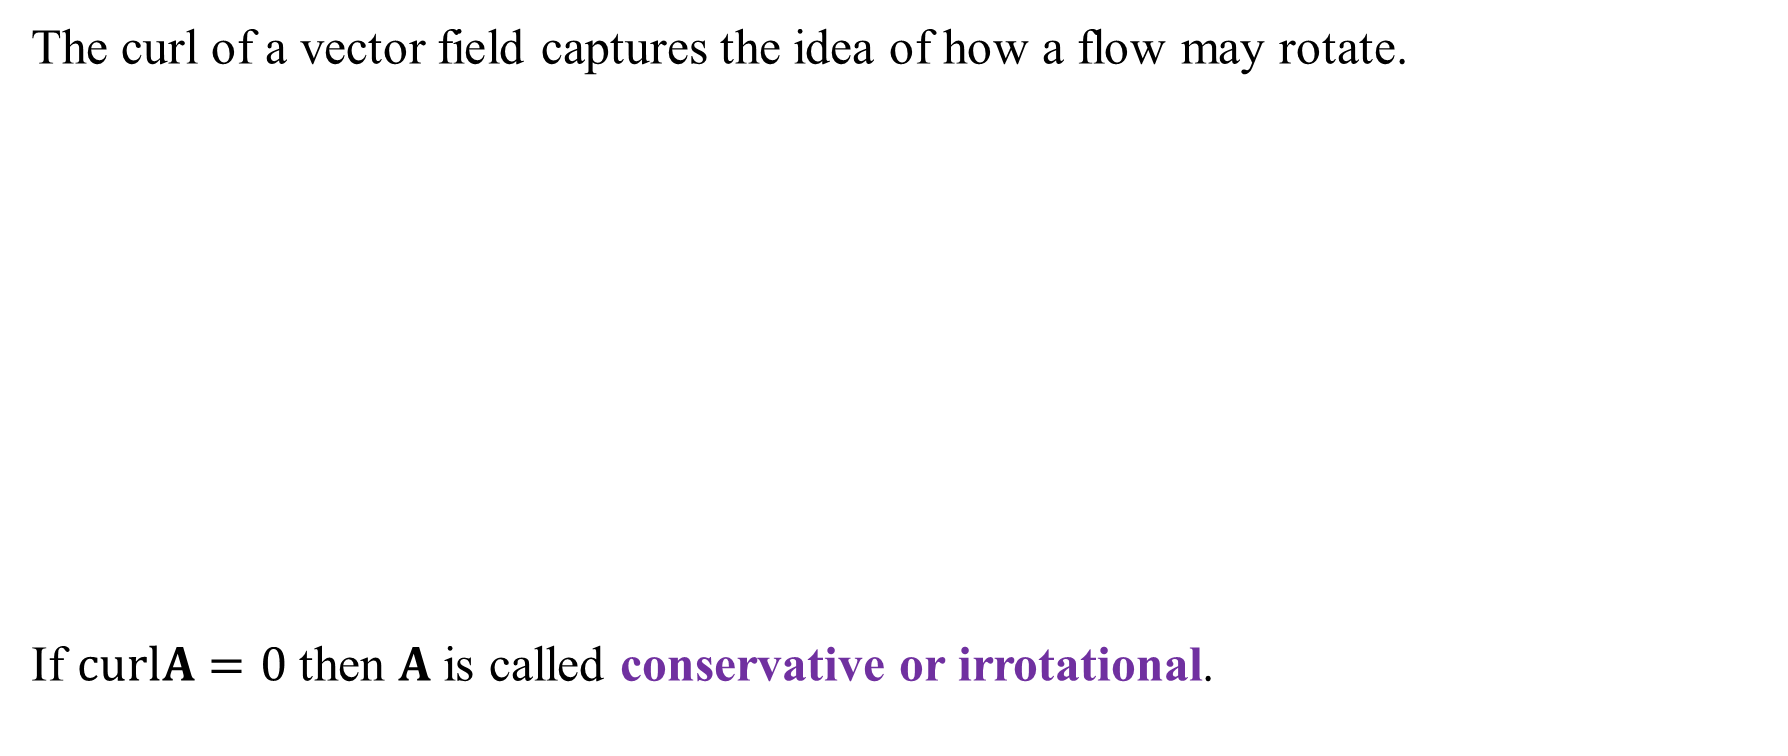 The curl of a vector field captures the idea of how a flow may rotate.
If curlA = 0 then A is called conservative or irrotational.